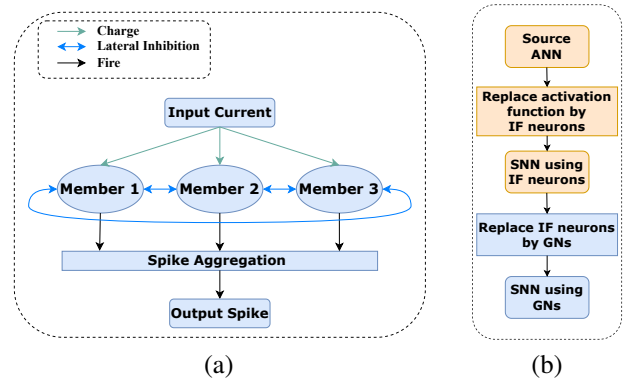 Charge
Lateral Inhibition
Fire
Input Current
Member 1
Member 2
Member 3
Spike Aggregation
Output Spike
(a)
Source
ANN
Replace activation
function by
IF neurons
SNN using
IF neurons
Replace IF neurons
by GNs
SNN using
GNs
(b)